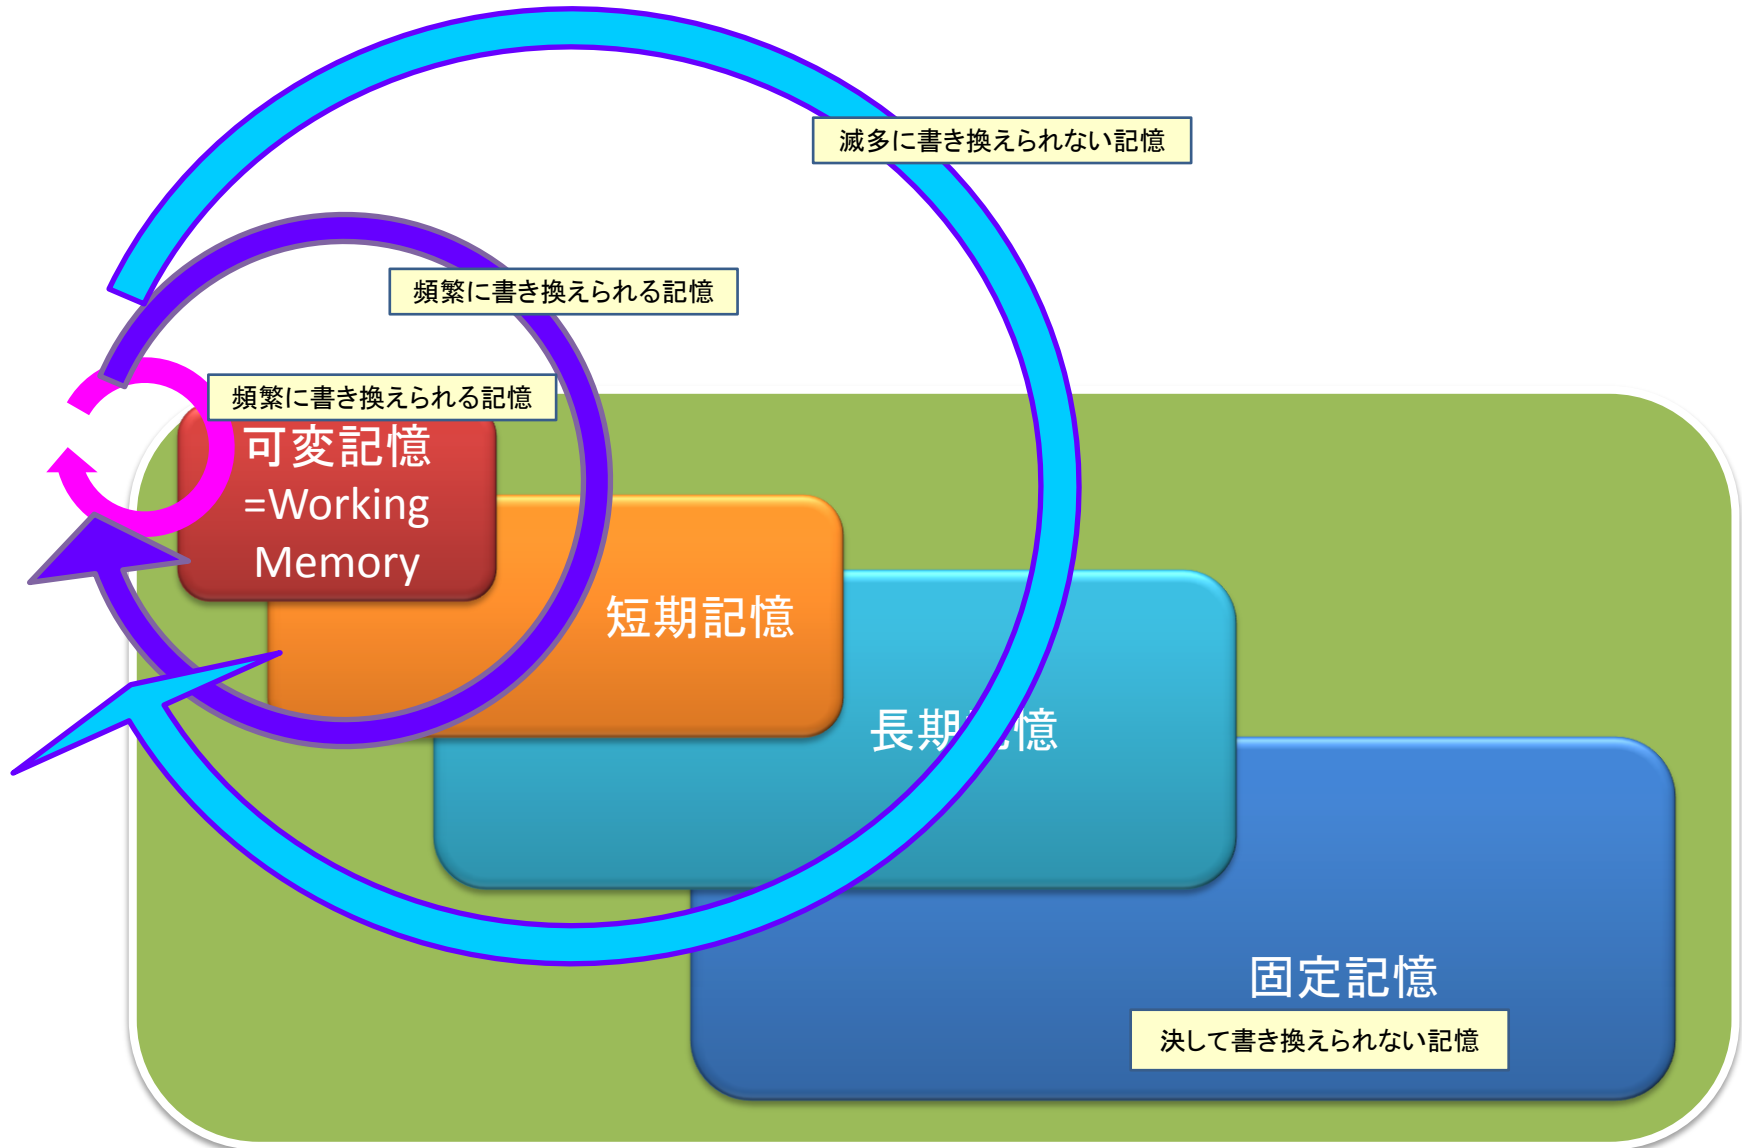 滅多に書き換えられない記憶
頻繁に書き換えられる記憶
頻繁に書き換えられる記憶
可変記憶
=Working
Memory
短期記憶
長期記憶
固定記憶
決して書き換えられない記憶